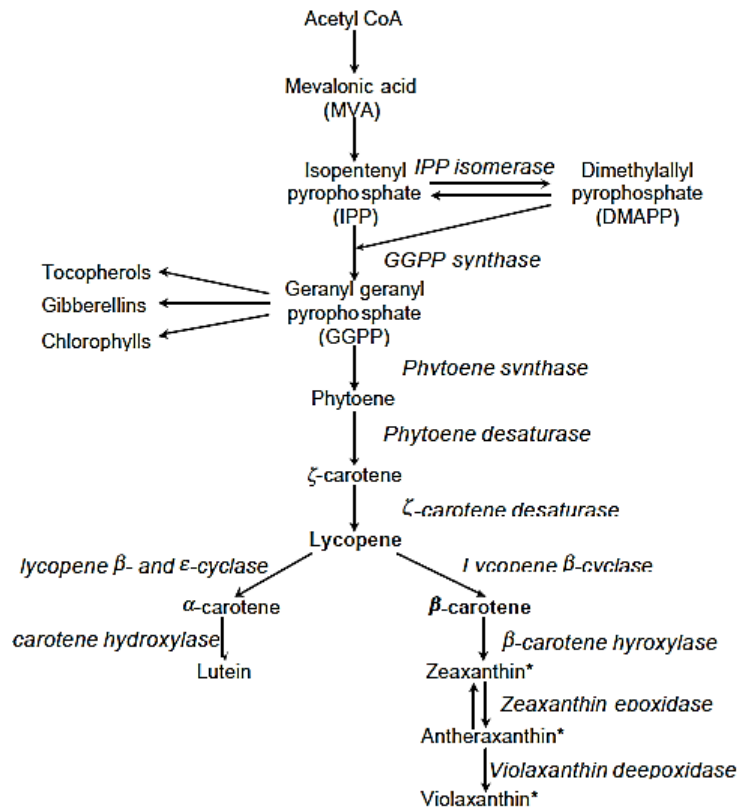 Acetyl CoA
Mevalonic acid
(MVA)
Isopentenyl
pyrophosphate
(IPP)
IPP isomerase
Dimethylallyl
pyrophosphate
(DMAPP)
GGPP synthase
Tocopherols
Gibberellins
Chlorophylls
Geranyl geranyl
pyrophosphate
(GGPP)
Phytoene synthase
Phytoene
Phytoene desaturase
ζ-carotene
ζ-carotene desaturase
Lycopene
lycopene β- and ε-cyclase
Lycopene β-cyclase
α-carotene
β-carotene
carotene hydroxylase
β-carotene hyroxylase
Lutein
Zeaxanthin*
Zeaxanthin epoxidase
Antheraxanthin*
Violaxanthin deepoxidase
Violaxanthin*